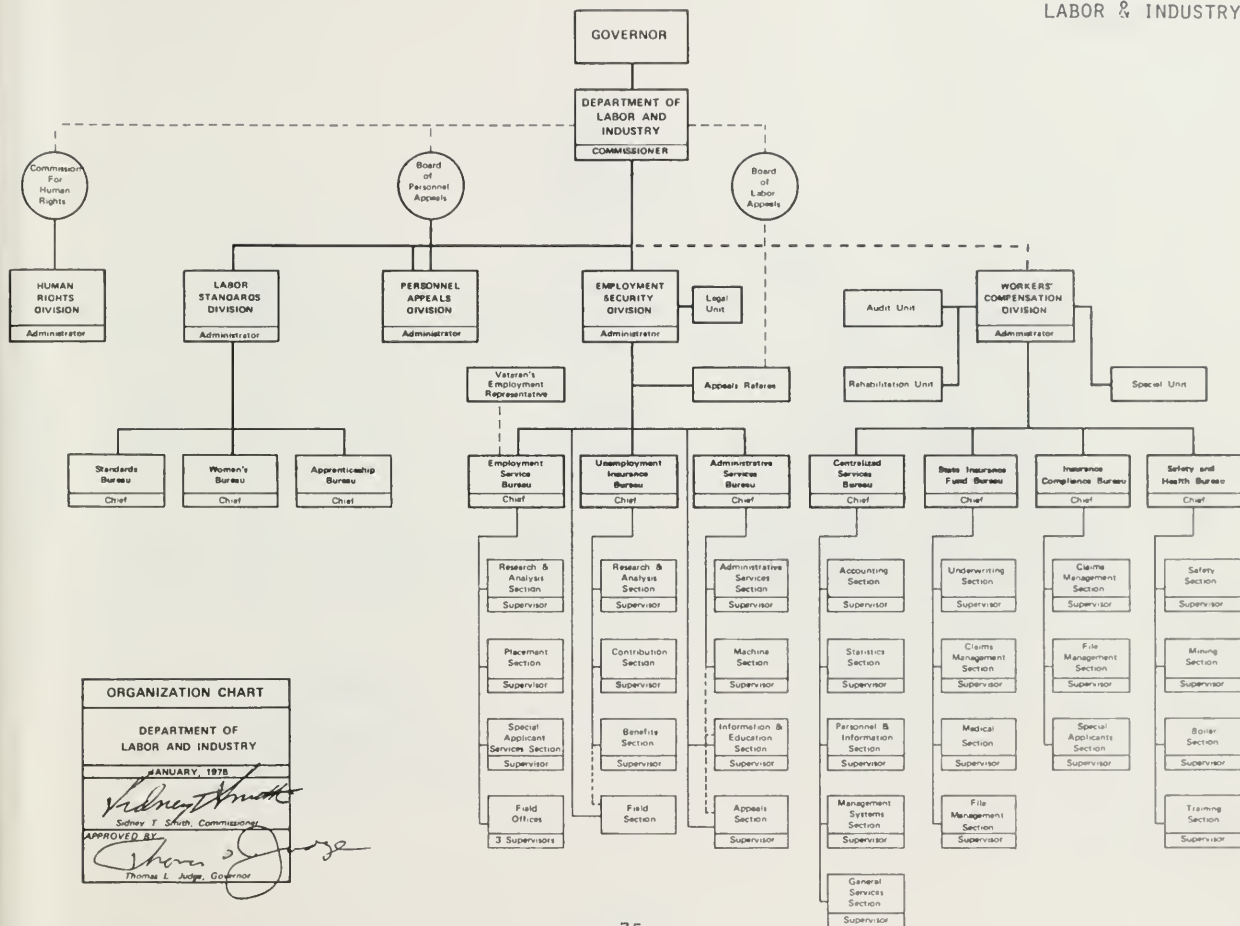 LABOR & INDUSTRY
GOVERNOR
DEPARTMENT OF
LABOR AND
INDUSTRY
COMMISSIONER
Commission
For
Human
Rights
Board
of
Personnel
Appeals
Board
of
Labor
Appeals
HUMAN
RIGHTS
DIVISION
Administrator
LABOR
STANDARDS
DIVISION
Administrator
PERSONNEL
APPEALS
DIVISION
Administrator
EMPLOYMENT
SECURITY
DIVISION
Administrator
Legal
Unit
Audit Unit
WORKERS'
COMPENSATION
DIVISION
Administrator
Veteran's
Employment
Representative
Appeals Referee
Rehabilitation Unit
Special Unit
Standards
Bureau
Chief
Women's
Bureau
Chief
Apprenticeship
Bureau
Chief
Employment
Service
Bureau
Chief
Unemployment
Insurance
Bureau
Chief
Administrative
Services
Bureau
Chief
Centralized
Services
Bureau
Chief
State Insurance
Fund Bureau
Chief
Insurance
Compliance Bureau
Chief
Safety and
Health Bureau
Chief
Research &
Analysis
Section
Supervisor
Research &
Analysis
Section
Supervisor
Administrative
Services
Section
Supervisor
Accounting
Section
Supervisor
Underwriting
Section
Supervisor
Claims
Management
Section
Supervisor
Safety
Section
Supervisor
Placement
Section
Supervisor
Contribution
Section
Supervisor
Machine
Section
Supervisor
Statistics
Section
Supervisor
Claims
Management
Section
Supervisor
File
Management
Section
Supervisor
Mining
Section
Supervisor
Special
Applicant
Services Section
Supervisor
Benefits
Section
Supervisor
Information &
Education
Section
Supervisor
Personnel &
Information
Section
Supervisor
Medical
Section
Supervisor
Special
Applicants
Section
Supervisor
Boiler
Section
Supervisor
Field
Offices
3 Supervisors
Field
Section
Appeals
Section
Supervisor
Management
Systems
Section
Supervisor
File
Management
Section
Supervisor
Training
Section
Supervisor
General
Services
Section
Supervisor
ORGANIZATION CHART
DEPARTMENT OF
LABOR AND INDUSTRY
JANUARY, 1978
Sidney T Smith
Sidney T. Smith, Commissioner
APPROVED BY
Thomas L Judge
Thomas L. Judge, Governor